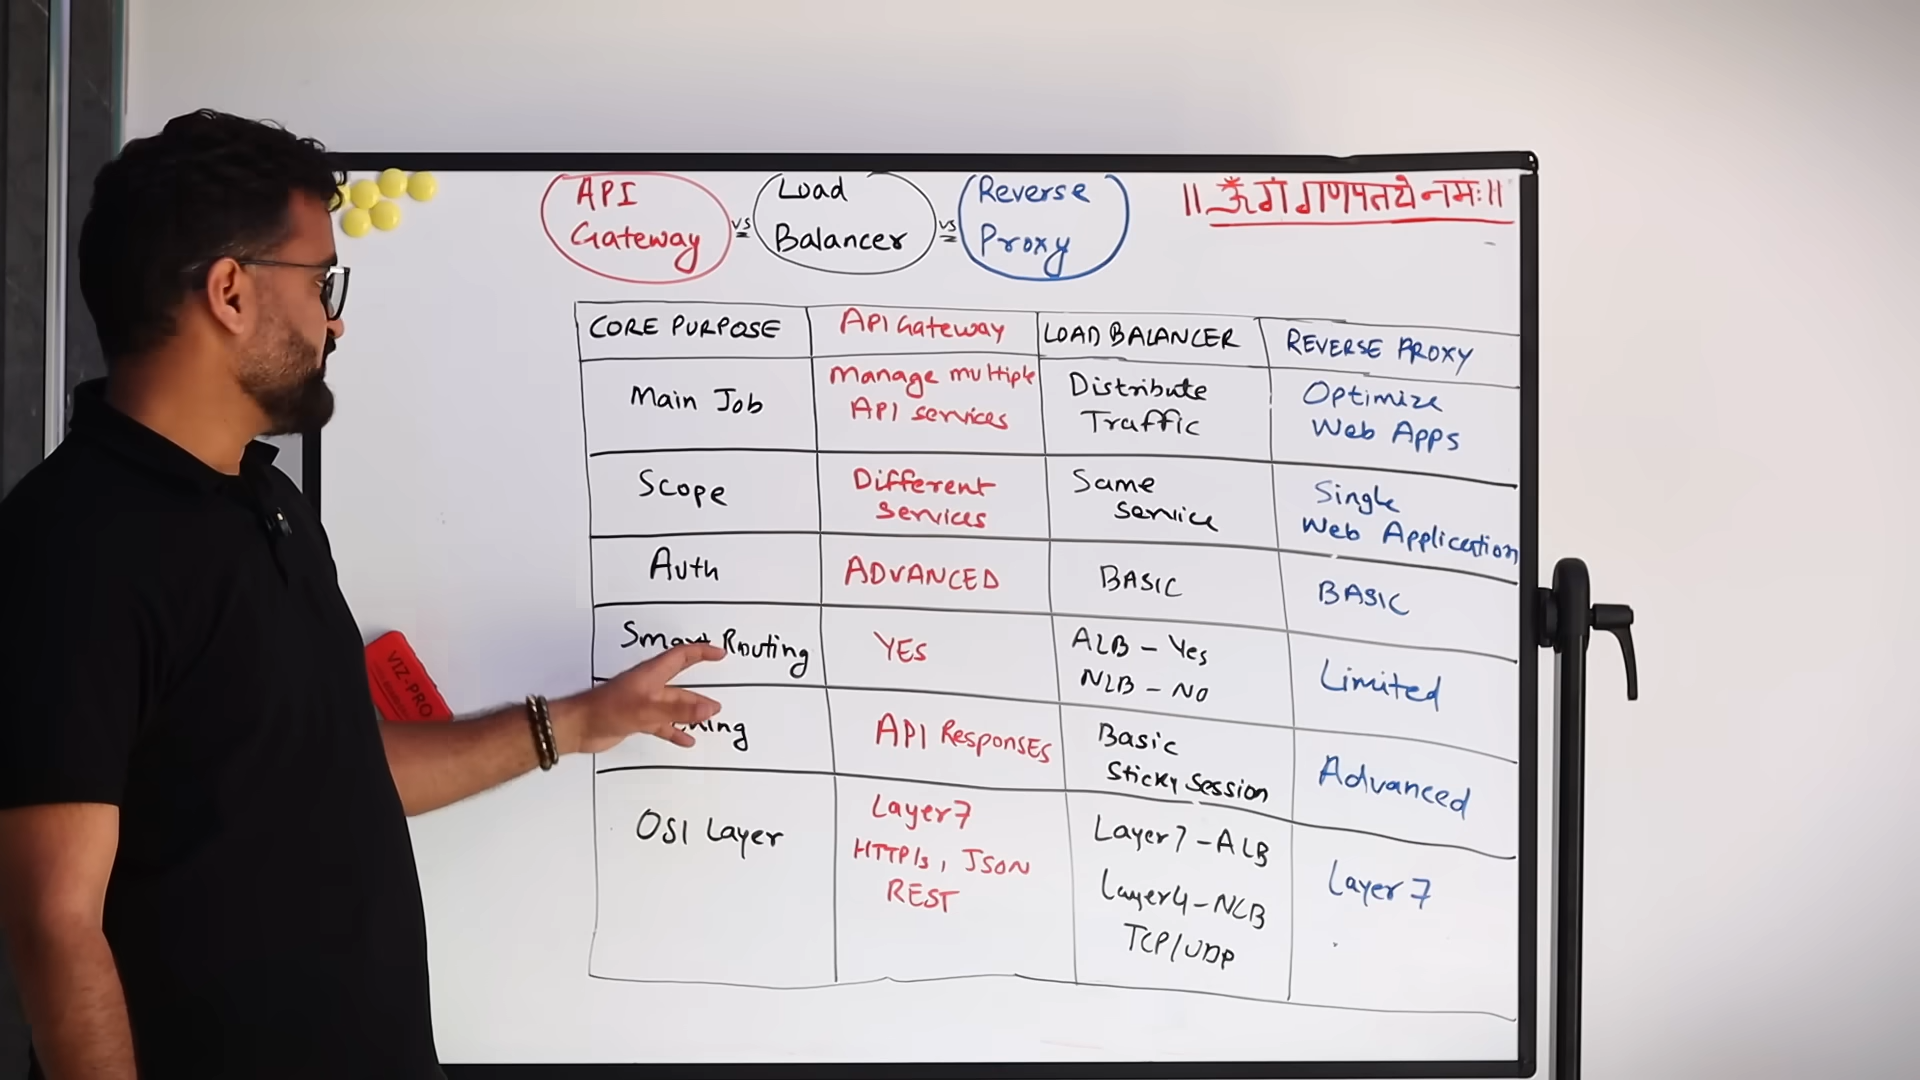 API
Gateway
vs
Load
Balancer
vs
Reverse
Proxy
|| ॐ गं गणपतये नमः ||
CORE PURPOSE
API Gateway
LOAD BALANCER
REVERSE PROXY
Main Job
Manage multiple
API services
Distribute
Traffic
Optimize
Web Apps
Scope
Different
Services
Same
service
Single
Web Application
Auth
ADVANCED
BASIC
BASIC
Smart Routing
YES
ALB - Yes
NLB - NO
Limited
API Responses
Basic
Sticky Session
Advanced
OSI Layer
Layer 7
HTTP/s, JSON
REST
Layer 7 - ALB
Layer 4 - NLB
TCP/UDP
Layer 7
VIZ-PRO